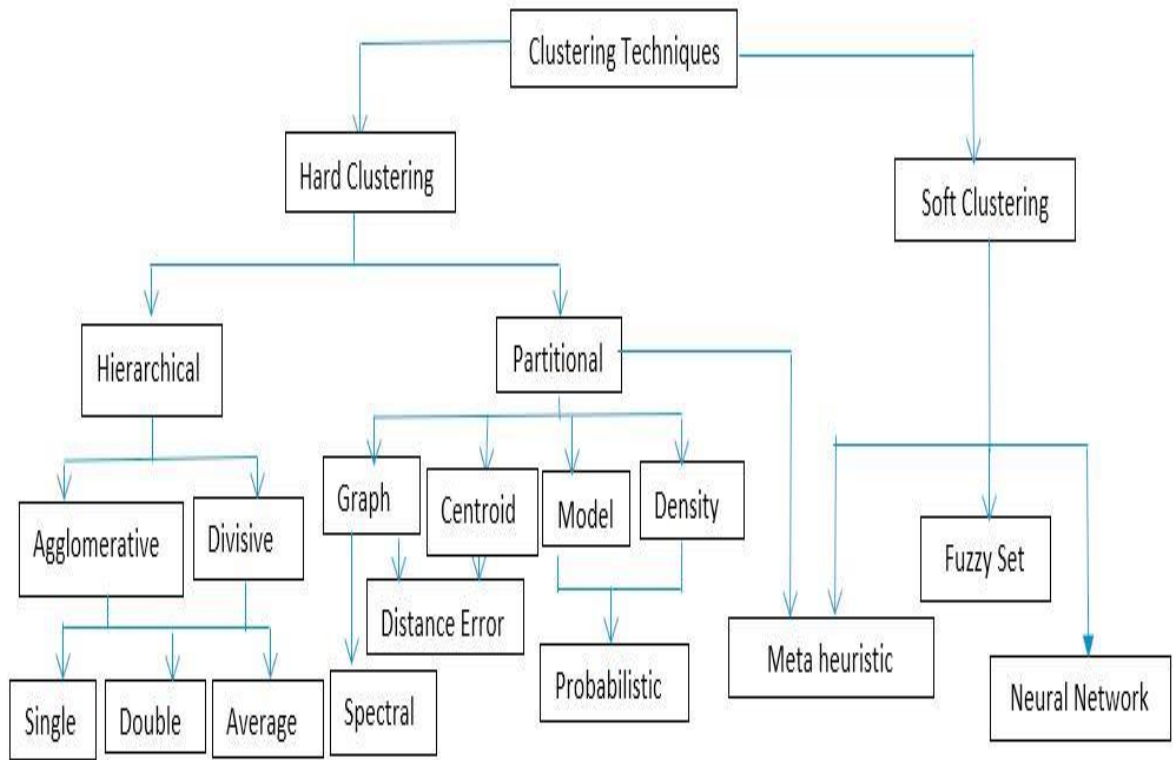 Clustering Techniques
Hard Clustering
Soft Clustering
Hierarchical
Partitional
Graph
Centroid
Model
Density
Agglomerative
Divisive
Fuzzy Set
Distance Error
Meta heuristic
Probabilistic
Neural Network
Single
Double
Average
Spectral